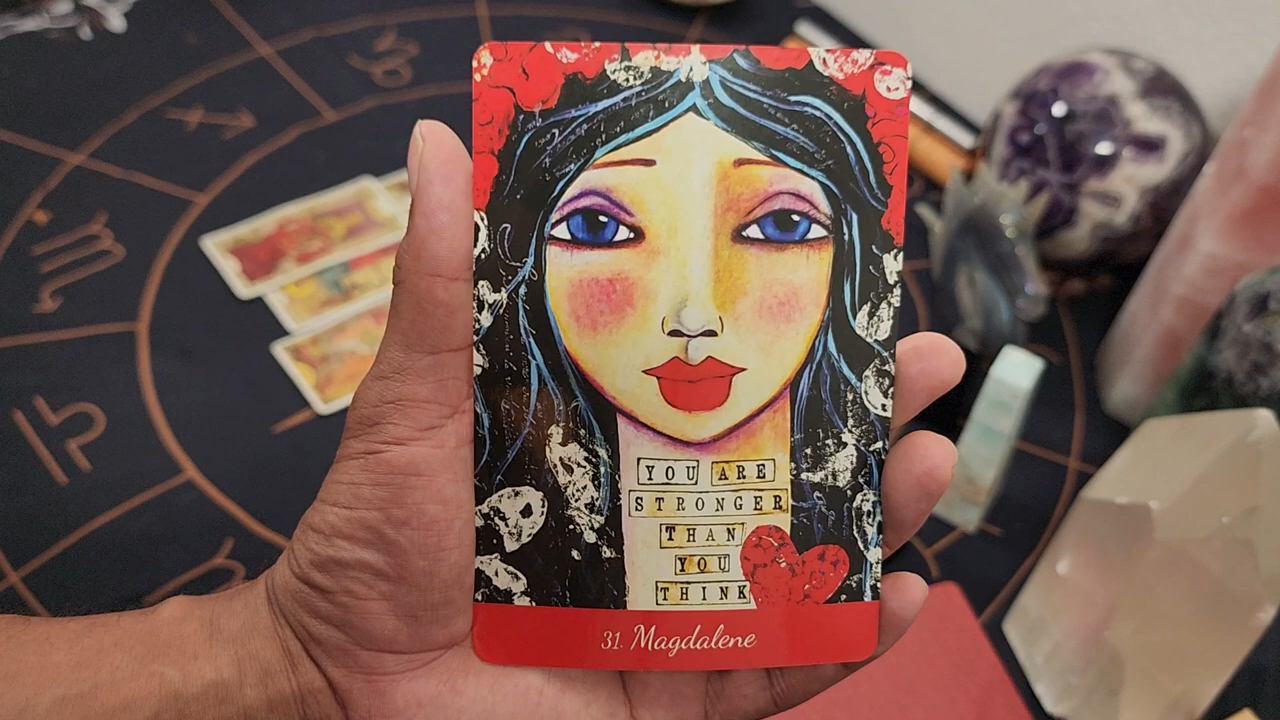 YOU ARE
STRONGER
THAN
YOU
THINK
31. Magdalene